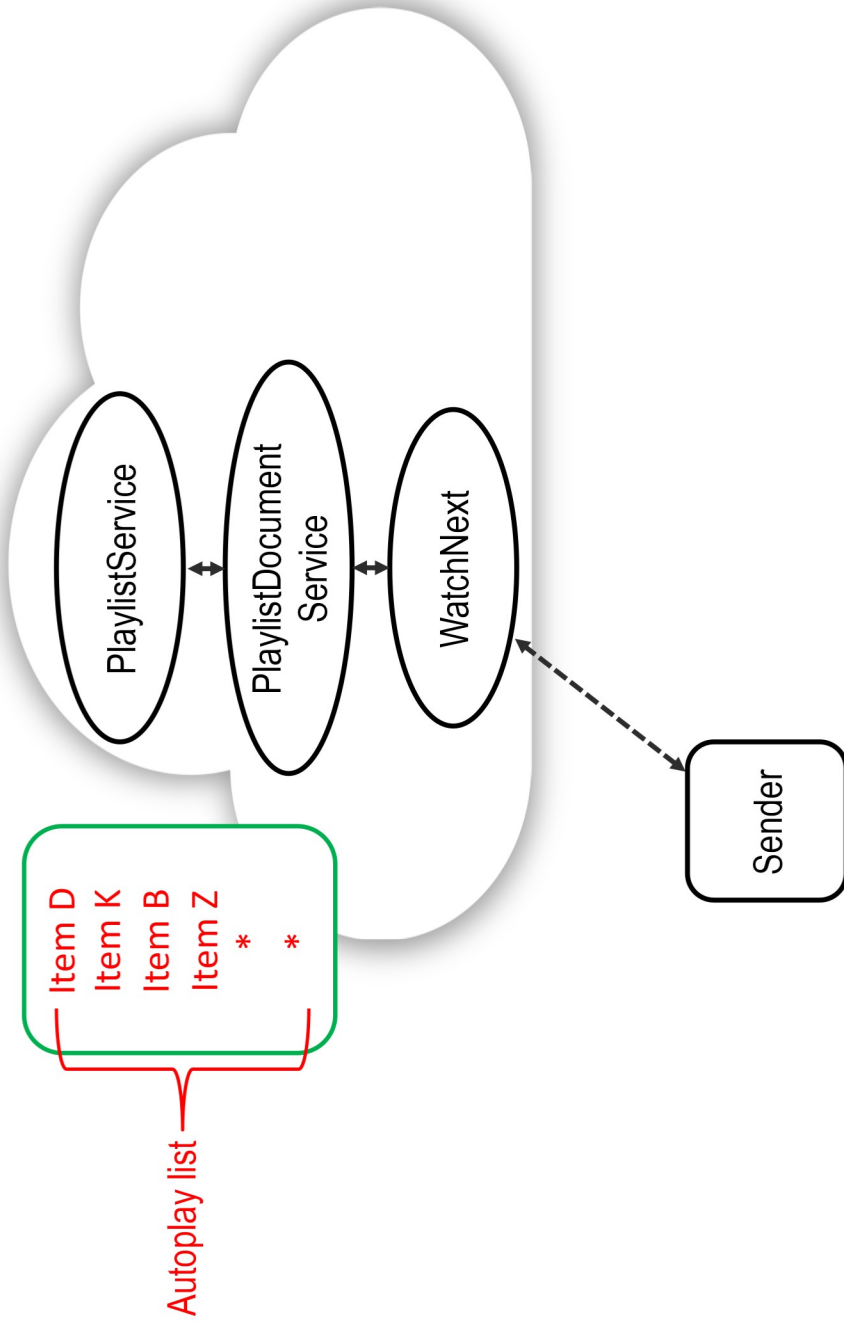 Autoplay list
Item D
Item K
Item B
Item Z
*
*
PlaylistService
PlaylistDocument
Service
WatchNext
Sender